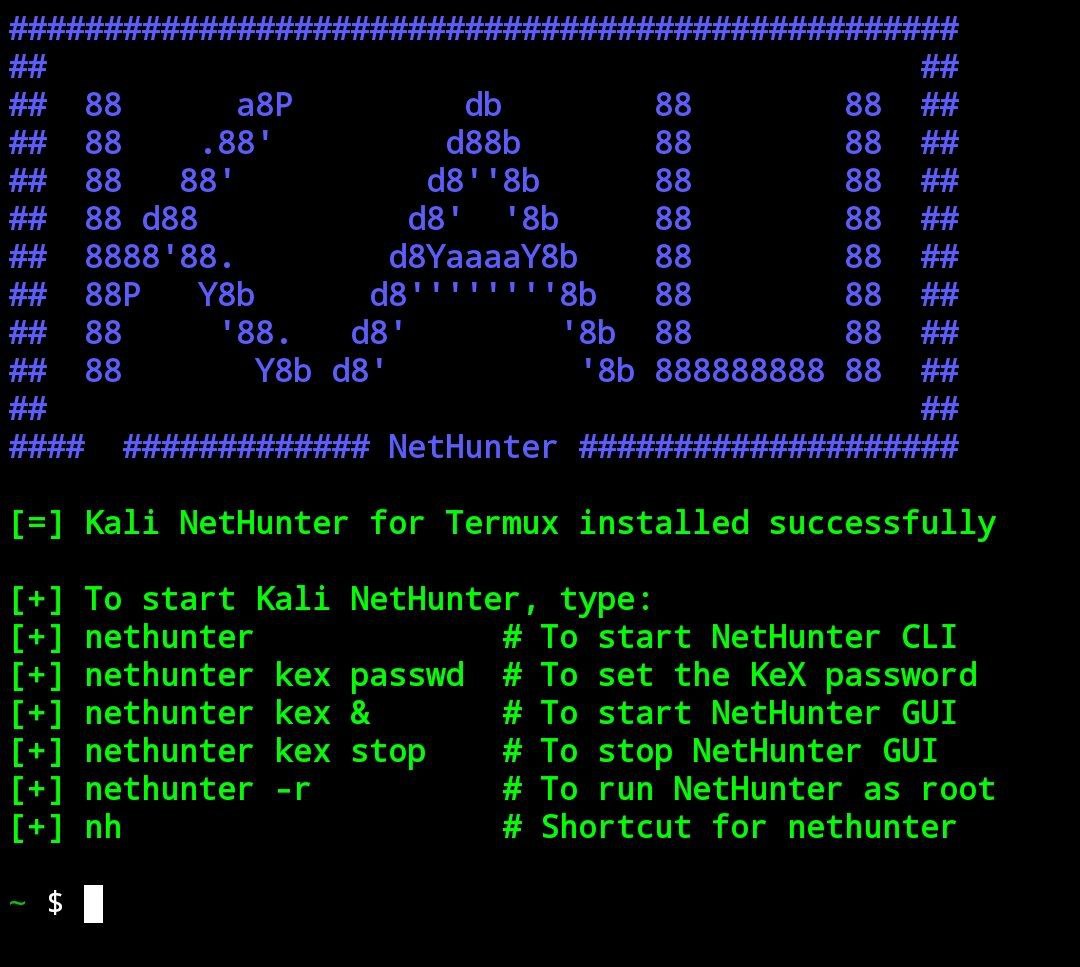 ##################################################
##                                              ##
##  88      a8P         db        88        88  ##
##  88    .88'         d88b       88        88  ##
##  88   88'          d8''8b      88        88  ##
##  88 d88           d8'  '8b     88        88  ##
##  8888'88.        d8YaaaaY8b    88        88  ##
##  88P   Y8b      d8''''''''8b   88        88  ##
##  88     '88.   d8'        '8b  88        88  ##
##  88       Y8b d8'          '8b 888888888 88  ##
##                                              ##
####  ############# NetHunter ####################
[=] Kali NetHunter for Termux installed successfully
[+] To start Kali NetHunter, type:
[+] nethunter             # To start NetHunter CLI
[+] nethunter kex passwd  # To set the KeX password
[+] nethunter kex &       # To start NetHunter GUI
[+] nethunter kex stop    # To stop NetHunter GUI
[+] nethunter -r          # To run NetHunter as root
[+] nh                    # Shortcut for nethunter
~ $